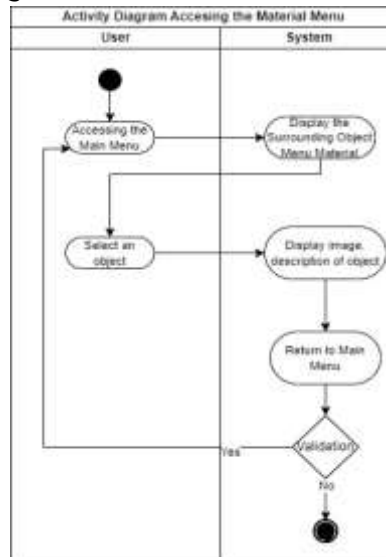 Activity Diagram Accesing the Material Menu
User
System
Accessing the
Main Menu
Display the
Surrounding Object
Menu Material
Select an
object
Display image,
description of object
Return to Main
Menu
Validation
Yes
No